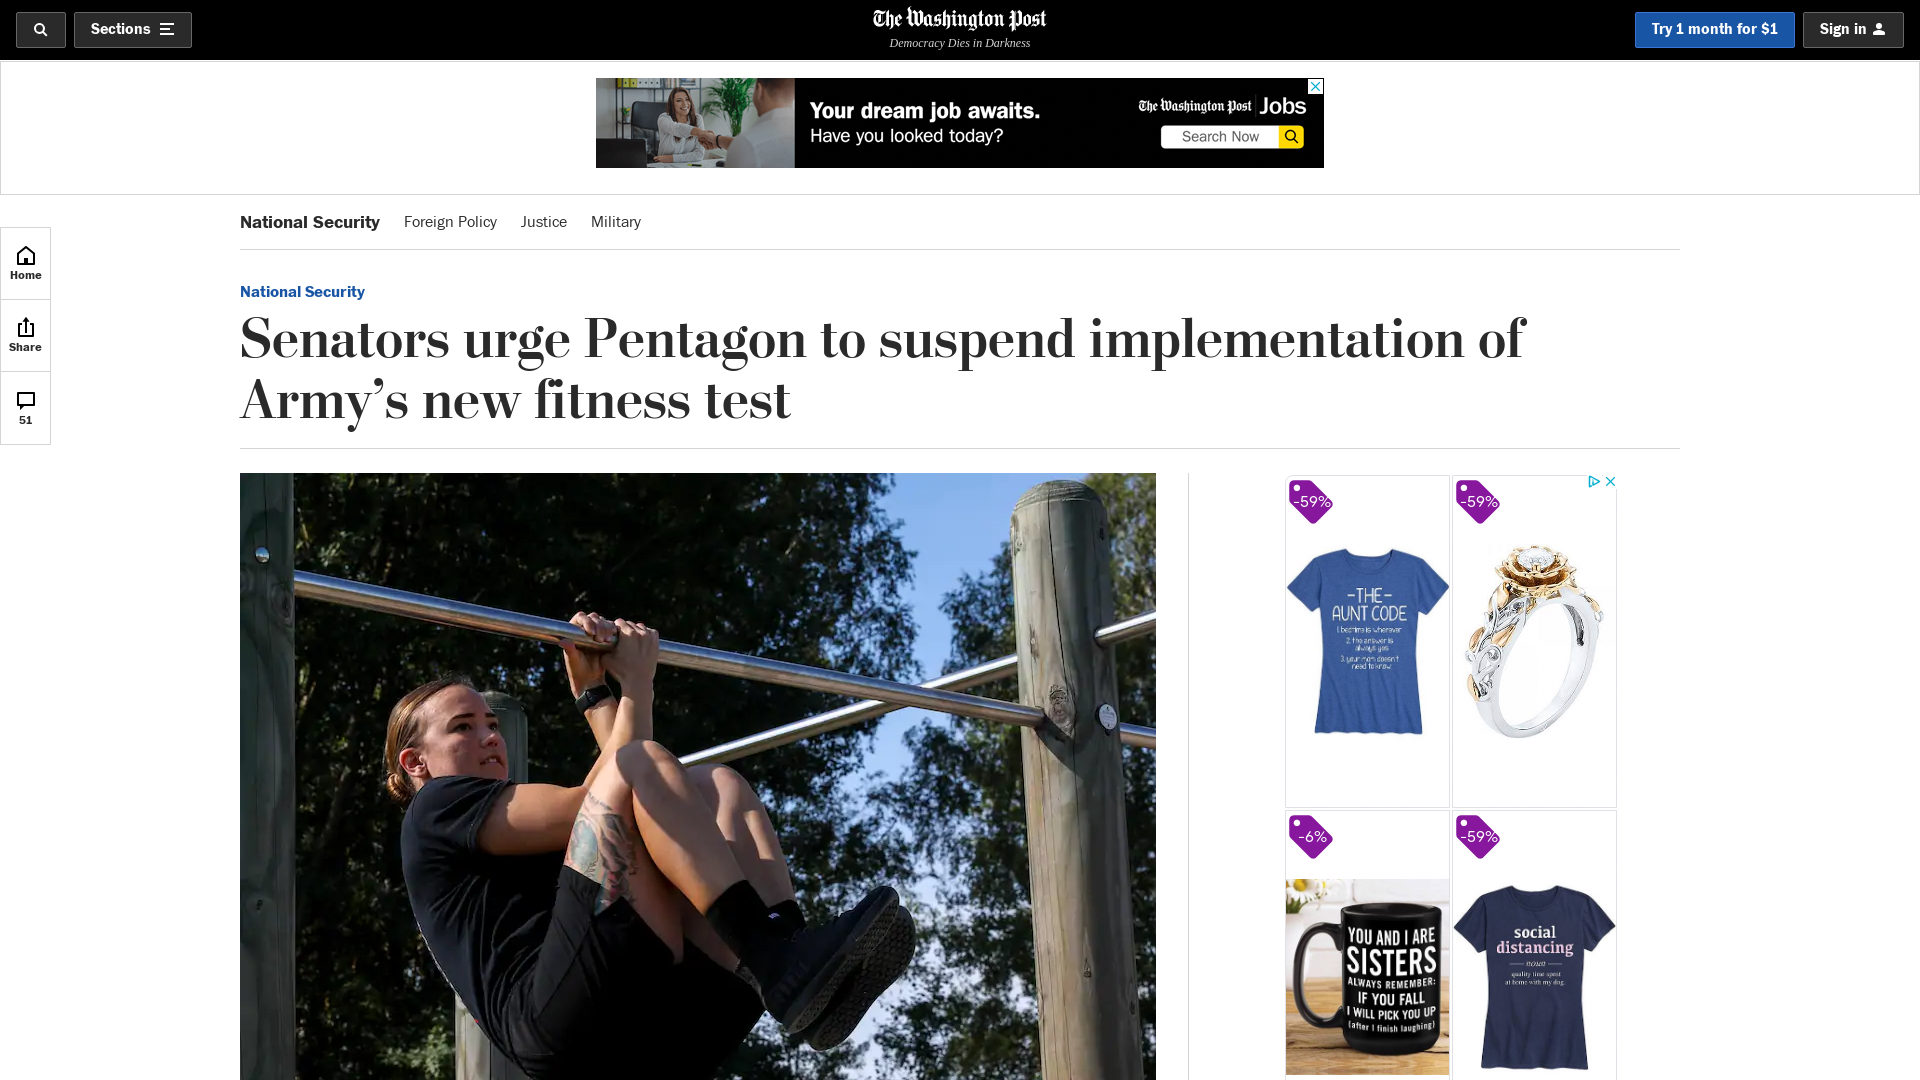 Sections
The Washington Post
Democracy Dies in Darkness
Try 1 month for $1
Sign in
Your dream job awaits.
Have you looked today?
The Washington Post Jobs
Search Now
National Security
Foreign Policy
Justice
Military
Home
Share
51
National Security
Senators urge Pentagon to suspend implementation of
Army’s new fitness test
-59%
-THE-
AUNT CODE
1. bedtime is wherever
2. the answer is
always yes
3. your mom doesn't
need to know
-59%
-6%
YOU AND I ARE
SISTERS
ALWAYS REMEMBER:
IF YOU FALL
I WILL PICK YOU UP
(after I finish laughing)
-59%
social
distancing
noun
quality time spent
at home with my dog.